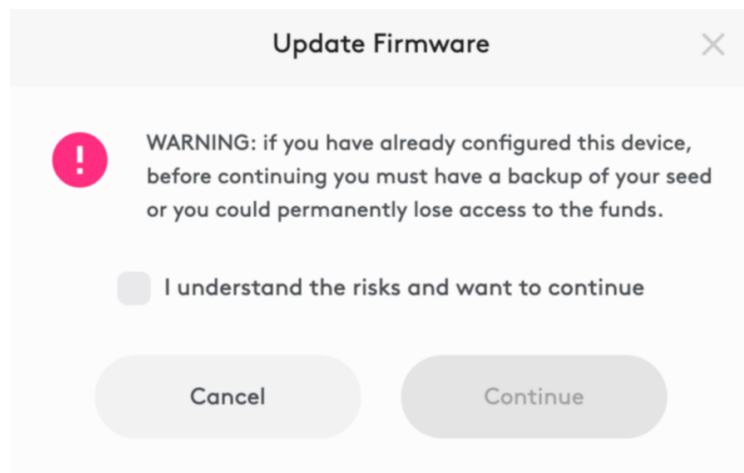 Update Firmware
WARNING: if you have already configured this device,
before continuing you must have a backup of your seed
or you could permanently lose access to the funds.
I understand the risks and want to continue
Cancel Continue